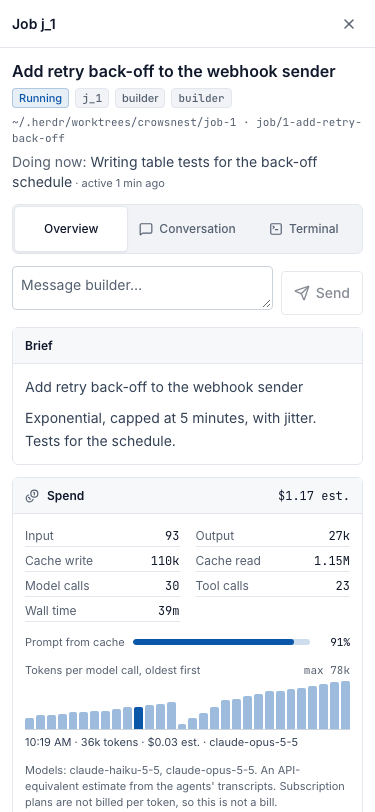 Job j_1
Add retry back-off to the webhook sender
Running j_1 builder builder
~/.herdr/worktrees/crowsnest/job-1 · job/1-add-retry-
back-off
Doing now: Writing table tests for the back-off
schedule · active 1 min ago
Overview Conversation Terminal
Message builder...
Send
Brief
Add retry back-off to the webhook sender
Exponential, capped at 5 minutes, with jitter.
Tests for the schedule.
Spend $1.17 est.
Input 93 Output 27k
Cache write 110k Cache read 1.15M
Model calls 30 Tool calls 23
Wall time 39m
Prompt from cache 91%
Tokens per model call, oldest first max 78k
10:19 AM · 36k tokens · $0.03 est. · claude-opus-5-5
Models: claude-haiku-5-5, claude-opus-5-5. An API-
equivalent estimate from the agents' transcripts. Subscription
plans are not billed per token, so this is not a bill.